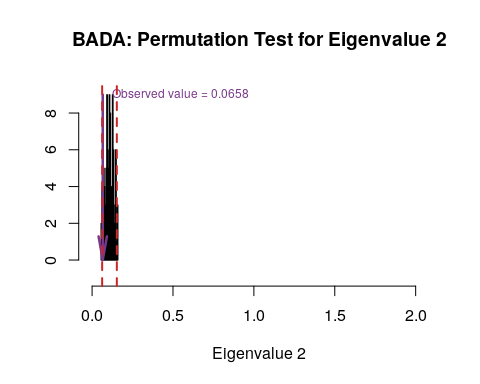 BADA: Permutation Test for Eigenvalue 2
Observed value = 0.0658
8
6
4
2
0
0.0 0.5 1.0 1.5 2.0
Eigenvalue 2